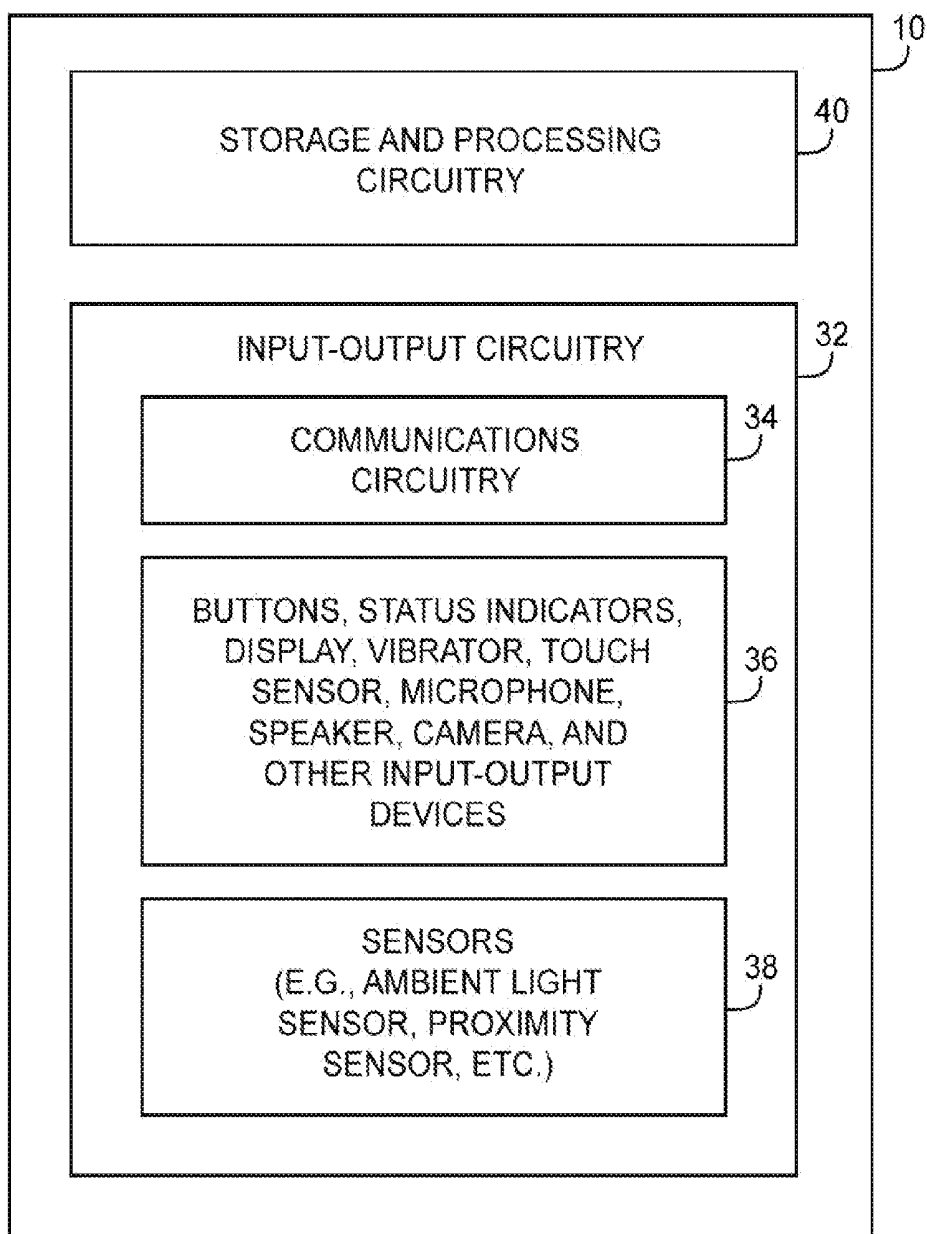 10
STORAGE AND PROCESSING
CIRCUITRY
40
INPUT-OUTPUT CIRCUITRY
32
COMMUNICATIONS
CIRCUITRY
34
BUTTONS, STATUS INDICATORS,
DISPLAY, VIBRATOR, TOUCH
SENSOR, MICROPHONE,
SPEAKER, CAMERA, AND
OTHER INPUT-OUTPUT
DEVICES
36
SENSORS
(E.G., AMBIENT LIGHT
SENSOR, PROXIMITY
SENSOR, ETC.)
38